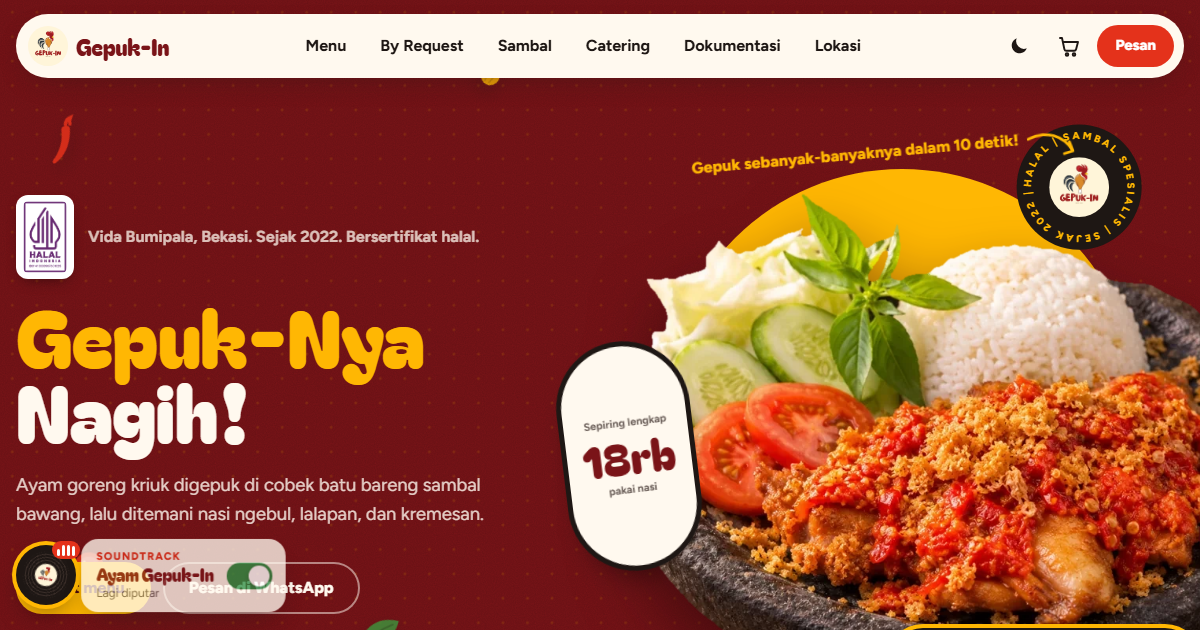 GEPUK-IN
Gepuk-In
Menu
By Request
Sambal
Catering
Dokumentasi
Lokasi
Pesan
Gepuk sebanyak-banyaknya dalam 10 detik!
HALAL | SAMBAL SPESIALIS | SEJAK 2022 |
GEPUK-IN
HALAL
INDONESIA
Vida Bumipala, Bekasi. Sejak 2022. Bersertifikat halal.
Gepuk-Nya
Nagih!
Sepiring lengkap
18rb
pakai nasi
Ayam goreng kriuk digepuk di cobek batu bareng sambal
bawang, lalu ditemani nasi ngebul, lalapan, dan kremesan.
SOUNDTRACK
Ayam Gepuk-In
Lagi diputar
Pesan di WhatsApp